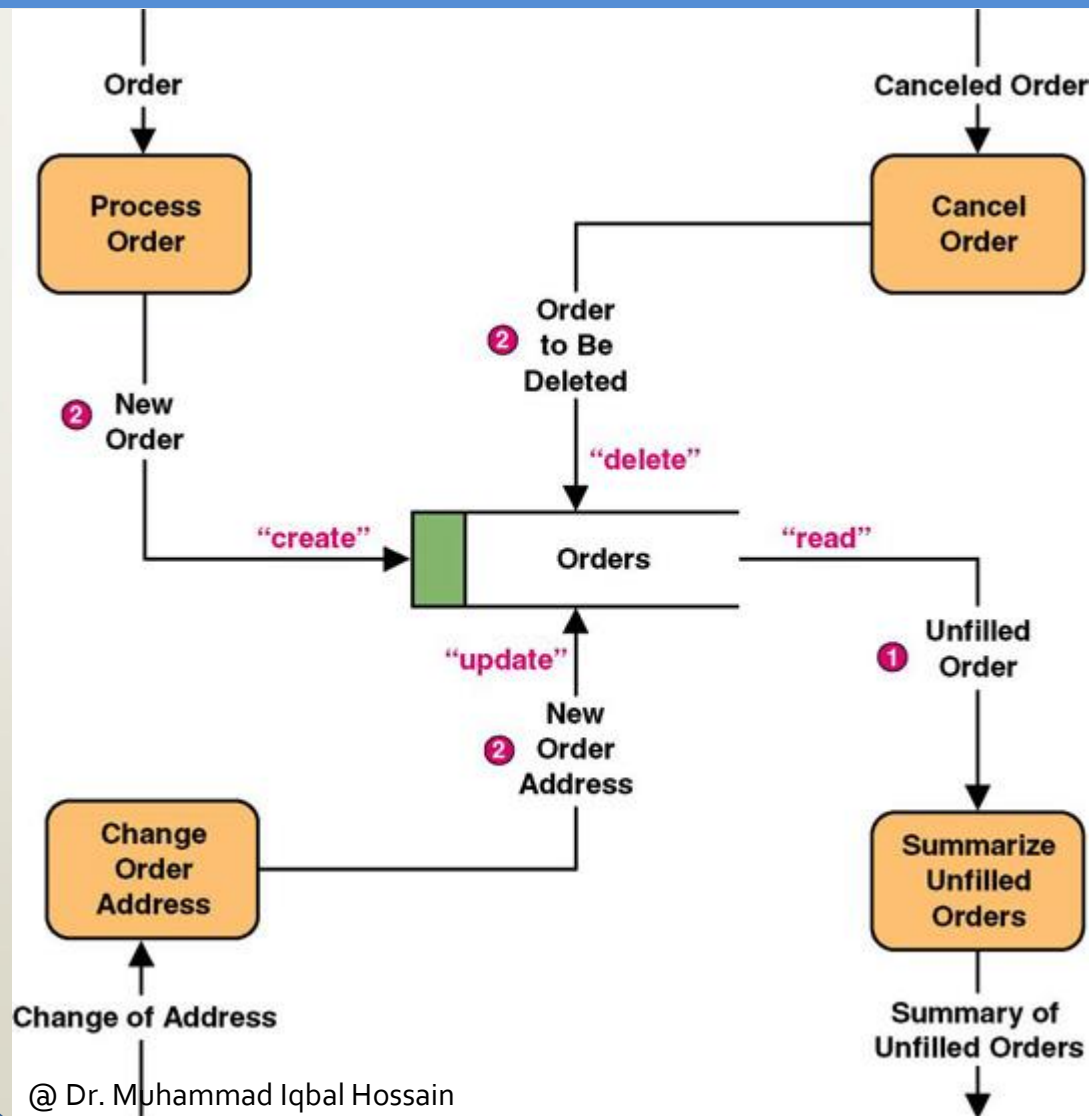 Order
Canceled Order
Process
Order
Cancel
Order
2
Order
to Be
Deleted
2
New
Order
“delete”
“create”
Orders
“read”
“update”
1
Unfilled
Order
2
New
Order
Address
Change
Order
Address
Summarize
Unfilled
Orders
Change of Address
Summary of
Unfilled Orders
@ Dr. Muhammad Iqbal Hossain